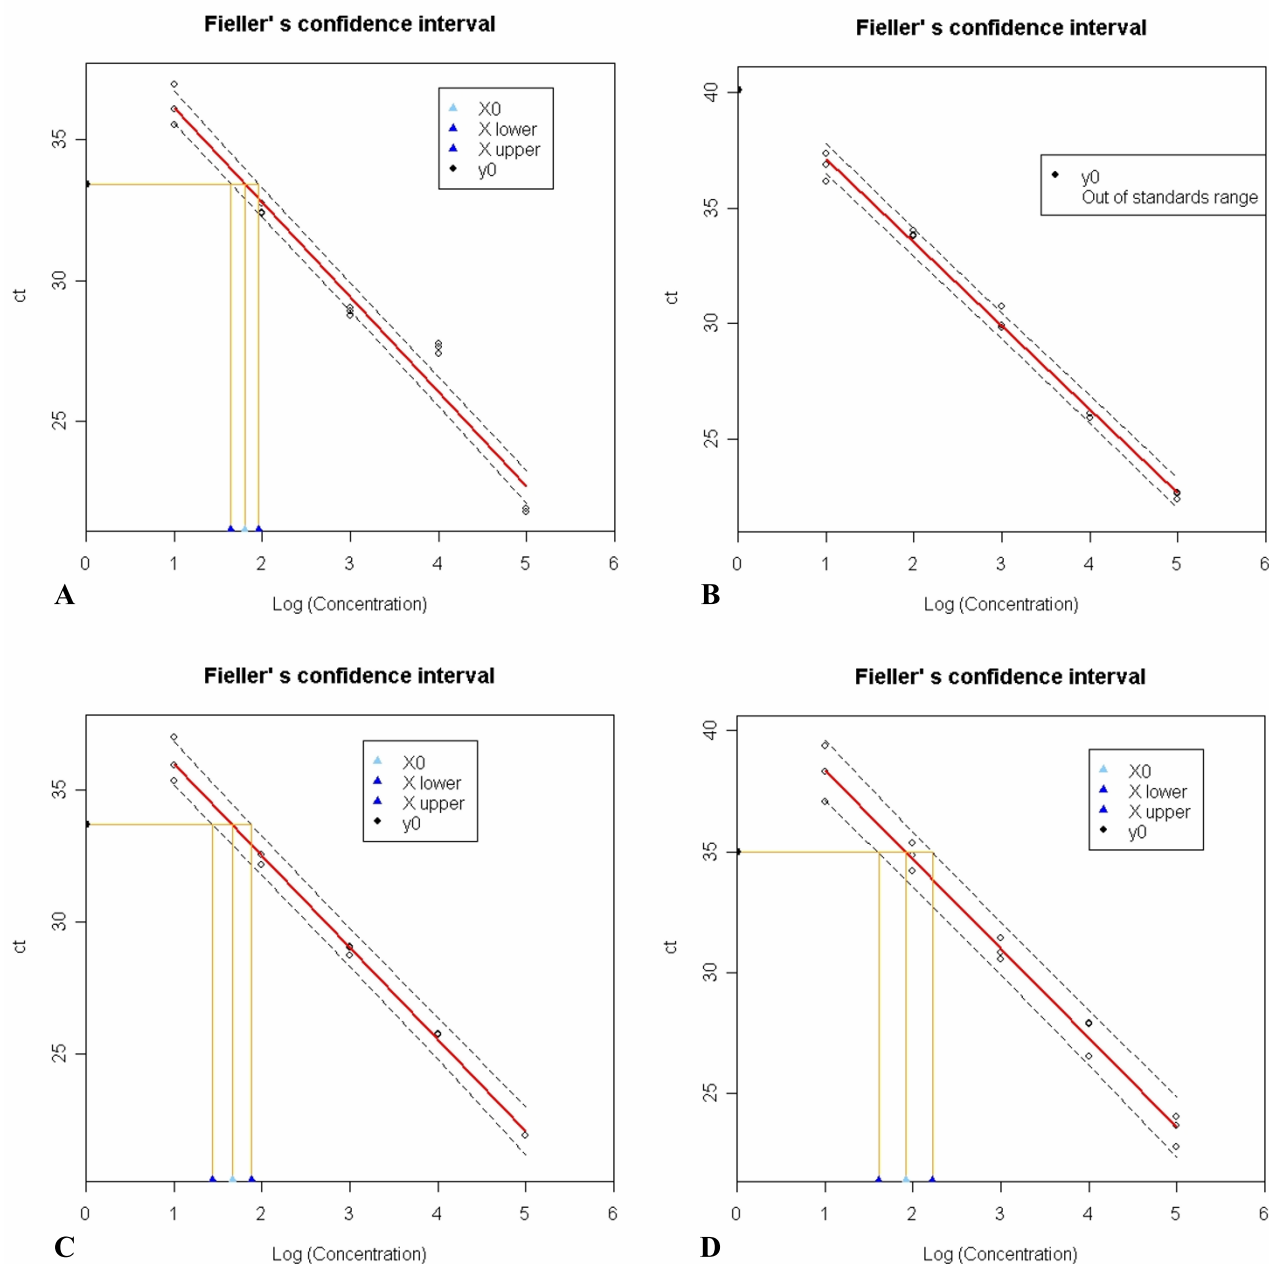 Fieller' s confidence interval
35
30
25
ct
X0
X lower
X upper
y0
0 1 2 3 4 5 6
Log (Concentration)
A
Fieller' s confidence interval
40
35
30
25
ct
y0
Out of standards range
0 1 2 3 4 5 6
Log (Concentration)
B
Fieller' s confidence interval
35
30
25
ct
X0
X lower
X upper
y0
0 1 2 3 4 5 6
Log (Concentration)
C
Fieller' s confidence interval
40
35
30
25
ct
X0
X lower
X upper
y0
0 1 2 3 4 5 6
Log (Concentration)
D